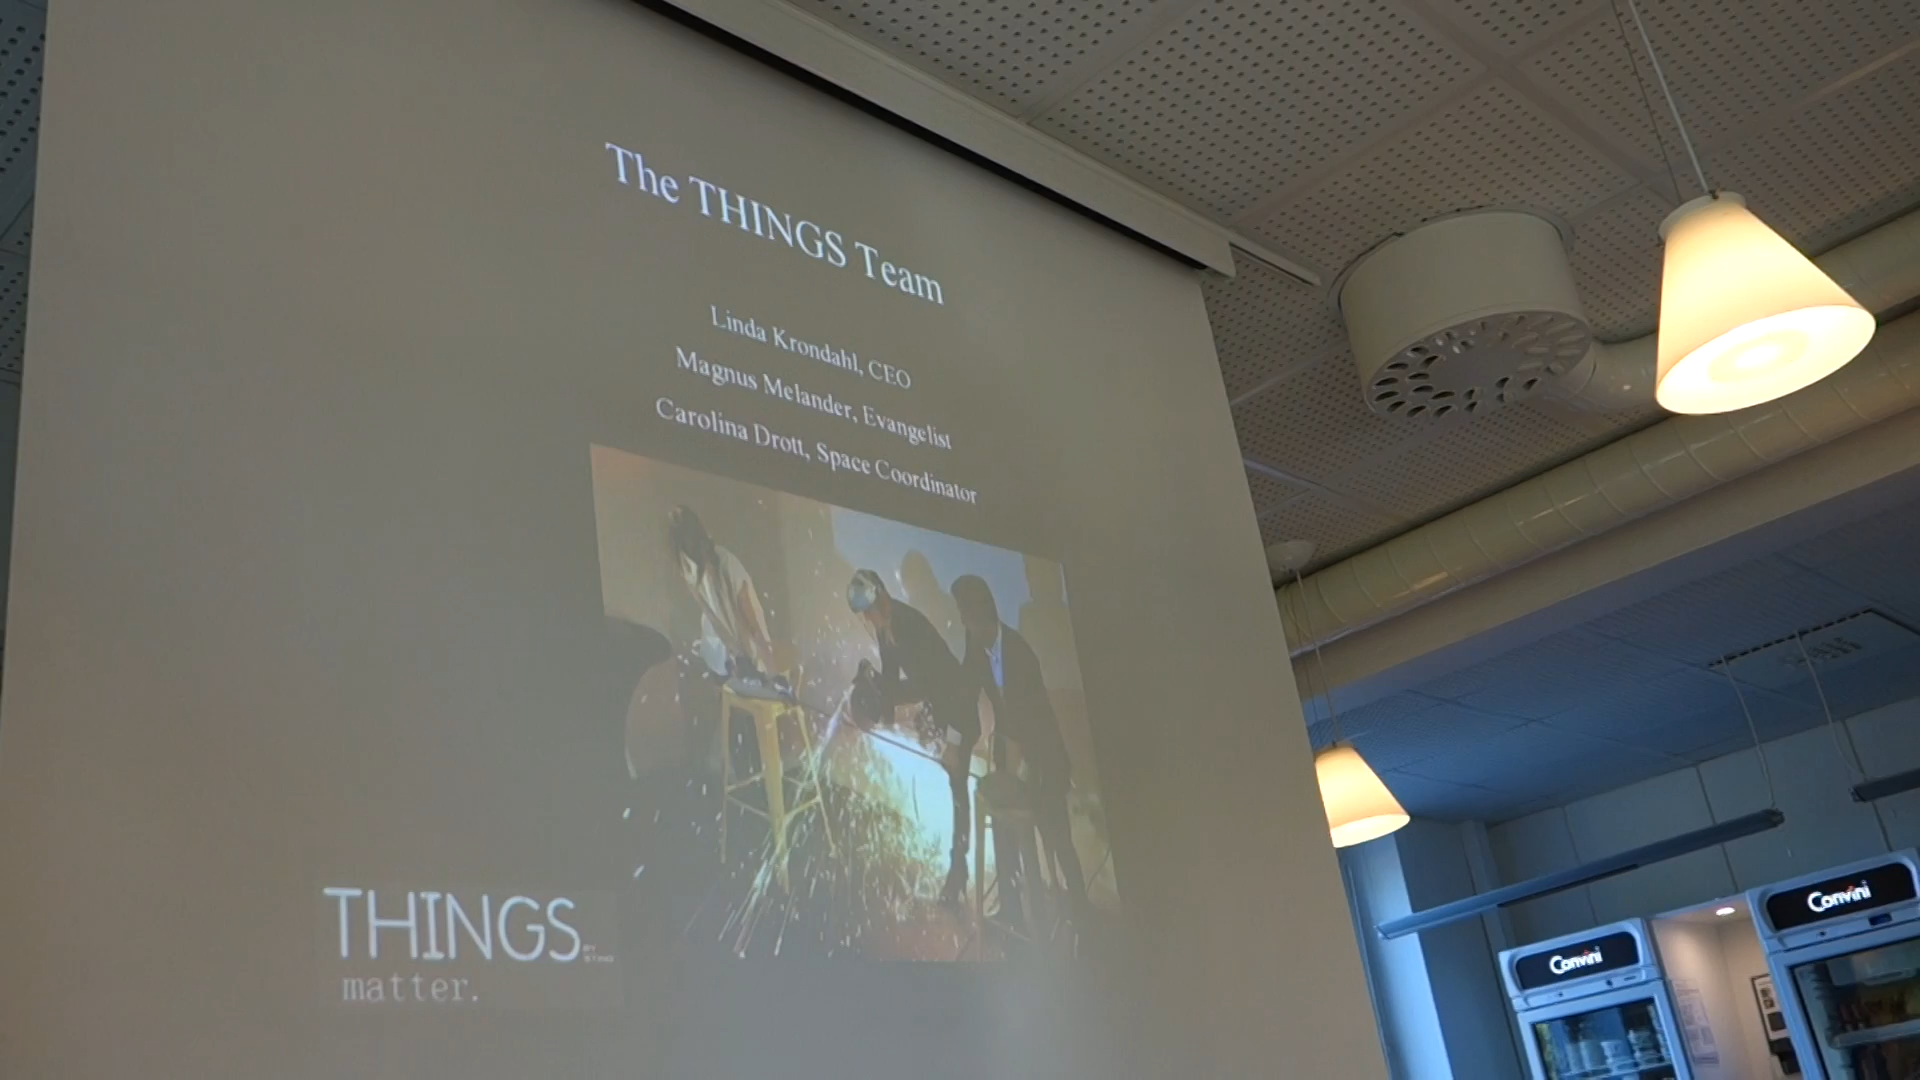 The THINGS Team
Linda Krondahl, CEO
Magnus Melander, Evangelist
Carolina Drott, Space Coordinator
THINGS
matter.
Convini
Convini